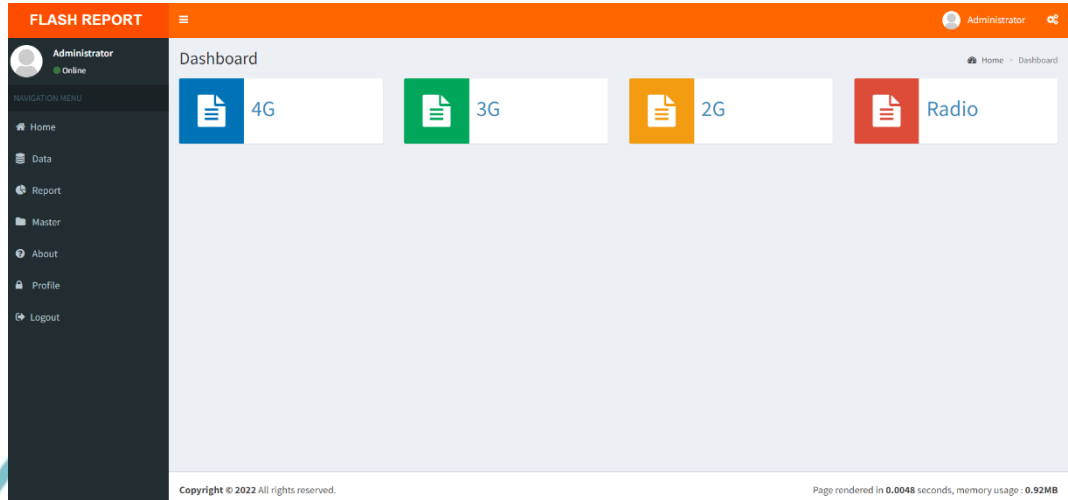 FLASH REPORT
Administrator
Administrator
Online
Dashboard
Home > Dashboard
NAVIGATION MENU
4G
3G
2G
Radio
Home
Data
Report
Master
About
Profile
Logout
Copyright © 2022 All rights reserved.
Page rendered in 0.0048 seconds, memory usage : 0.92MB